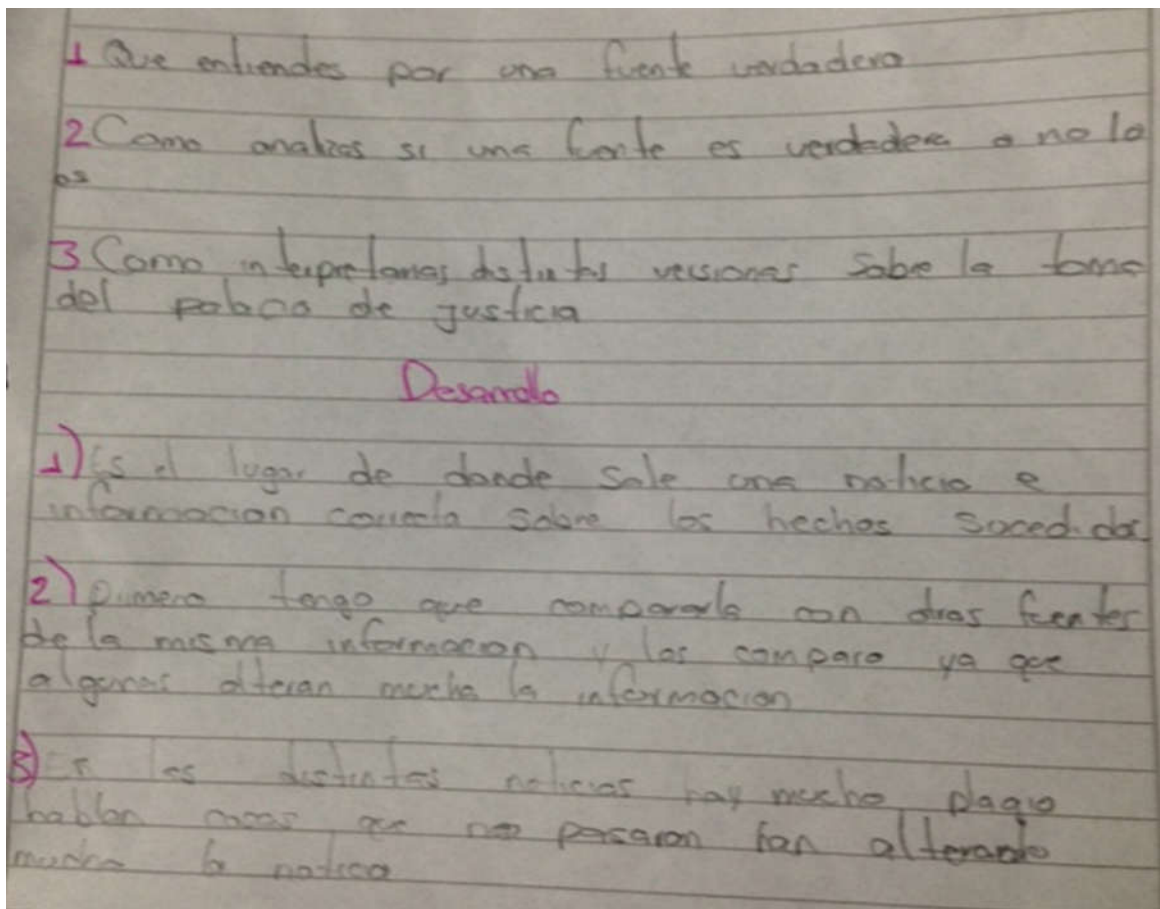 1 Que entiendes por una fuente verdadera
2 Como analizas si una fuente es verdadera o no lo
es
3 Como interpretarias distintas versiones sobre la toma
del palacio de justicia
Desarrollo
1) Es el lugar de donde sale una noticia e
informacion correcta sobre los hechos sucedidos
2) Primero tengo que compararla con otras fuentes
de la misma informacion y las comparo ya que
algunas alteran mucho la informacion
3) En las distintas noticias hay mucho plagio
hablan cosas que no pasaron han alterado
mucho la notica